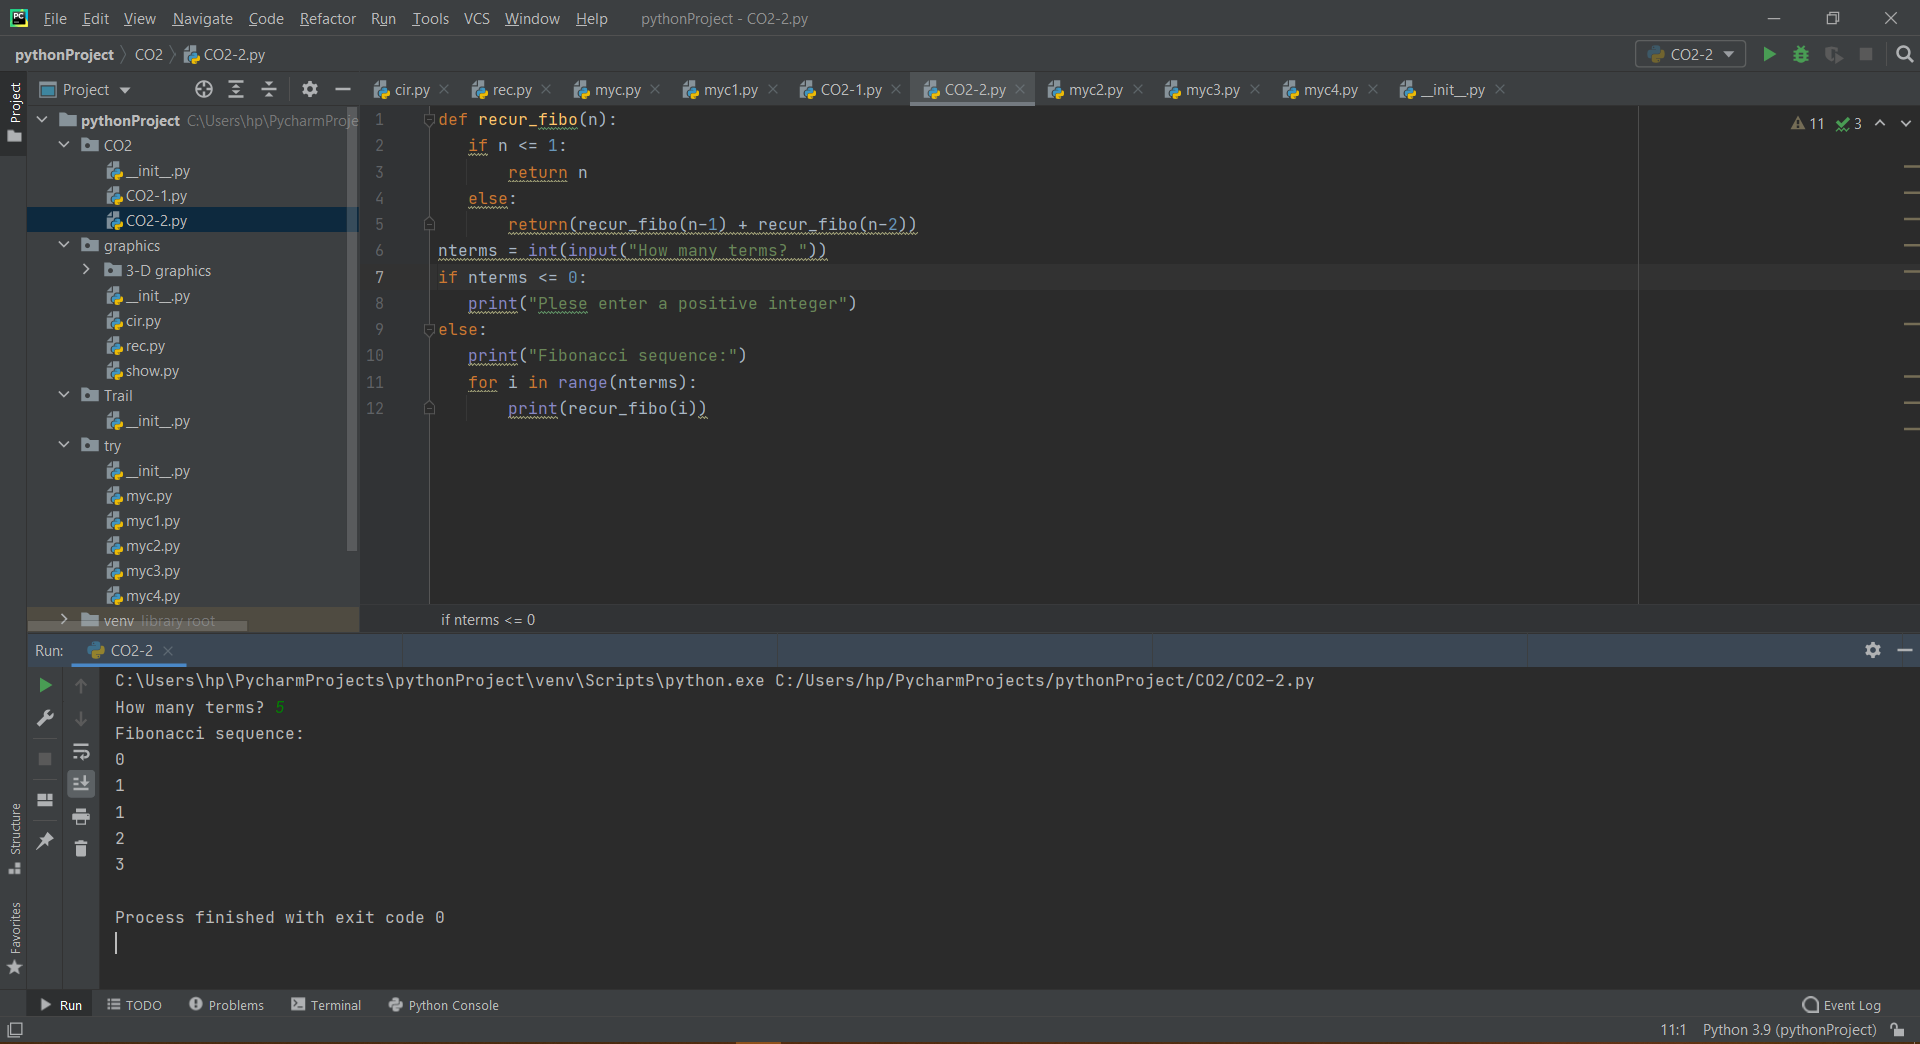 PC File Edit View Navigate Code Refactor Run Tools VCS Window Help pythonProject - CO2-2.py
pythonProject CO2 CO2-2.py CO2-2
Project
Project cir.py rec.py myc.py myc1.py CO2-1.py CO2-2.py myc2.py myc3.py myc4.py __init__.py
pythonProject C:\Users\hp\PycharmProje
CO2
__init__.py
CO2-1.py
CO2-2.py
graphics
3-D graphics
__init__.py
cir.py
rec.py
show.py
Trail
__init__.py
try
__init__.py
myc.py
myc1.py
myc2.py
myc3.py
myc4.py
venv library root
11 3
1 def recur_fibo(n):
2 if n <= 1:
3 return n
4 else:
5 return(recur_fibo(n-1) + recur_fibo(n-2))
6 nterms = int(input("How many terms? "))
7 if nterms <= 0:
8 print("Plese enter a positive integer")
9 else:
10 print("Fibonacci sequence:")
11 for i in range(nterms):
12 print(recur_fibo(i))
if nterms <= 0
Run: CO2-2
C:\Users\hp\PycharmProjects\pythonProject\venv\Scripts\python.exe C:/Users/hp/PycharmProjects/pythonProject/CO2/CO2-2.py
How many terms? 5
Fibonacci sequence:
0
1
1
2
3
Process finished with exit code 0
Structure
Favorites
Run TODO Problems Terminal Python Console Event Log
11:1 Python 3.9 (pythonProject)